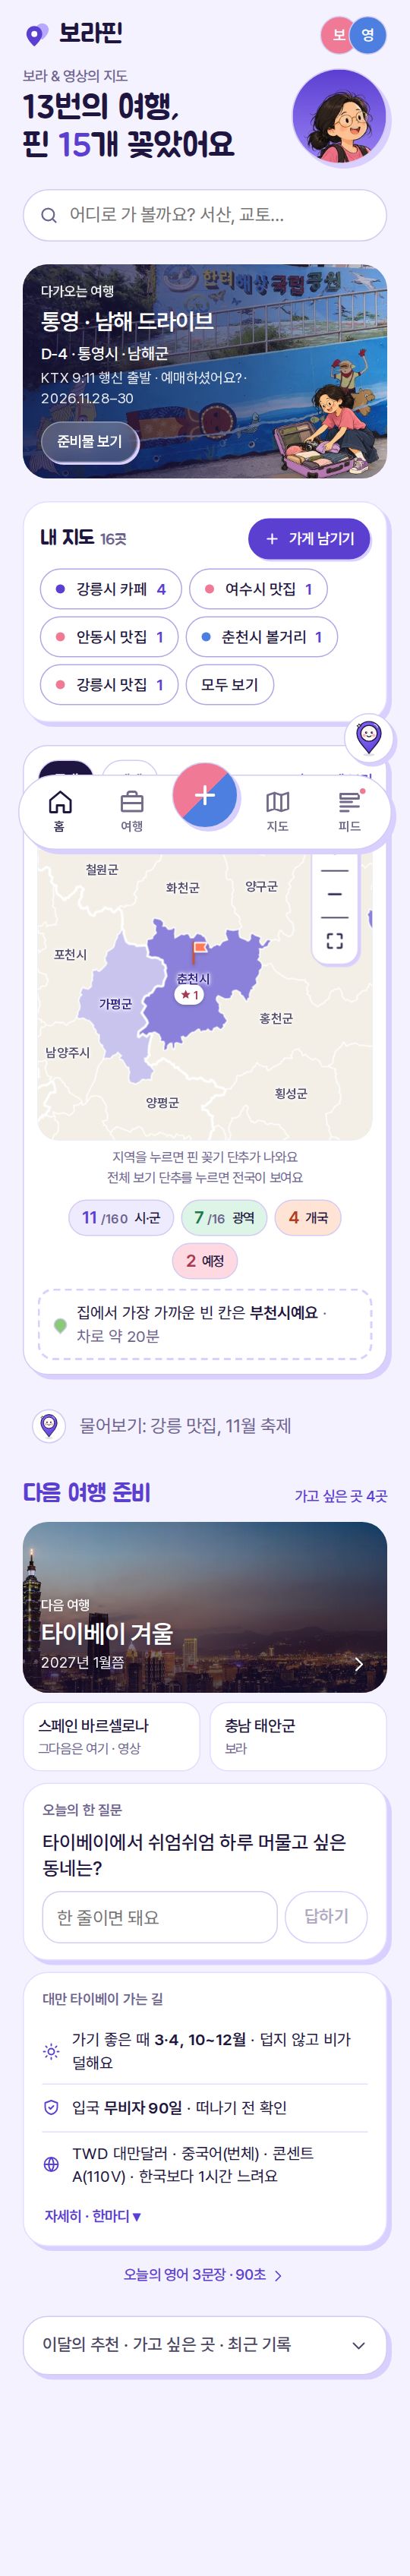 보라핀
보 영
보라 & 영상의 지도
13번의 여행,
핀 15개 꽂았어요
어디로 가 볼까요? 서산, 교토...
한려해상국립공원
다가오는 여행
통영 · 남해 드라이브
D-4 · 통영시 · 남해군
KTX 9:11 행신 출발 · 예매하셨어요? ·
2026.11.28–30
준비물 보기
내 지도 16곳
+ 가게 남기기
강릉시 카페 4
여수시 맛집 1
안동시 맛집 1
춘천시 볼거리 1
강릉시 맛집 1
모두 보기
홈
여행
지도
피드
철원군
화천군
양구군
포천시
춘천시
★ 1
가평군
홍천군
남양주시
양평군
횡성군
지역을 누르면 핀 꽂기 단추가 나와요
전체 보기 단추를 누르면 전국이 보여요
11 /160 시·군
7 /16 광역
4 개국
2 예정
집에서 가장 가까운 빈 칸은 부천시예요 ·
차로 약 20분
물어보기: 강릉 맛집, 11월 축제
다음 여행 준비
가고 싶은 곳 4곳
다음 여행
타이베이 겨울
2027년 1월쯤
스페인 바르셀로나
그다음은 여기 · 영상
충남 태안군
보라
오늘의 한 질문
타이베이에서 쉬엄쉬엄 하루 머물고 싶은
동네는?
한 줄이면 돼요
답하기
대만 타이베이 가는 길
가기 좋은 때 3·4, 10~12월 · 덥지 않고 비가
덜해요
입국 무비자 90일 · 떠나기 전 확인
TWD 대만달러 · 중국어(번체) · 콘센트
A(110V) · 한국보다 1시간 느려요
자세히 · 한마디 ▾
오늘의 영어 3문장 · 90초
이달의 추천 · 가고 싶은 곳 · 최근 기록